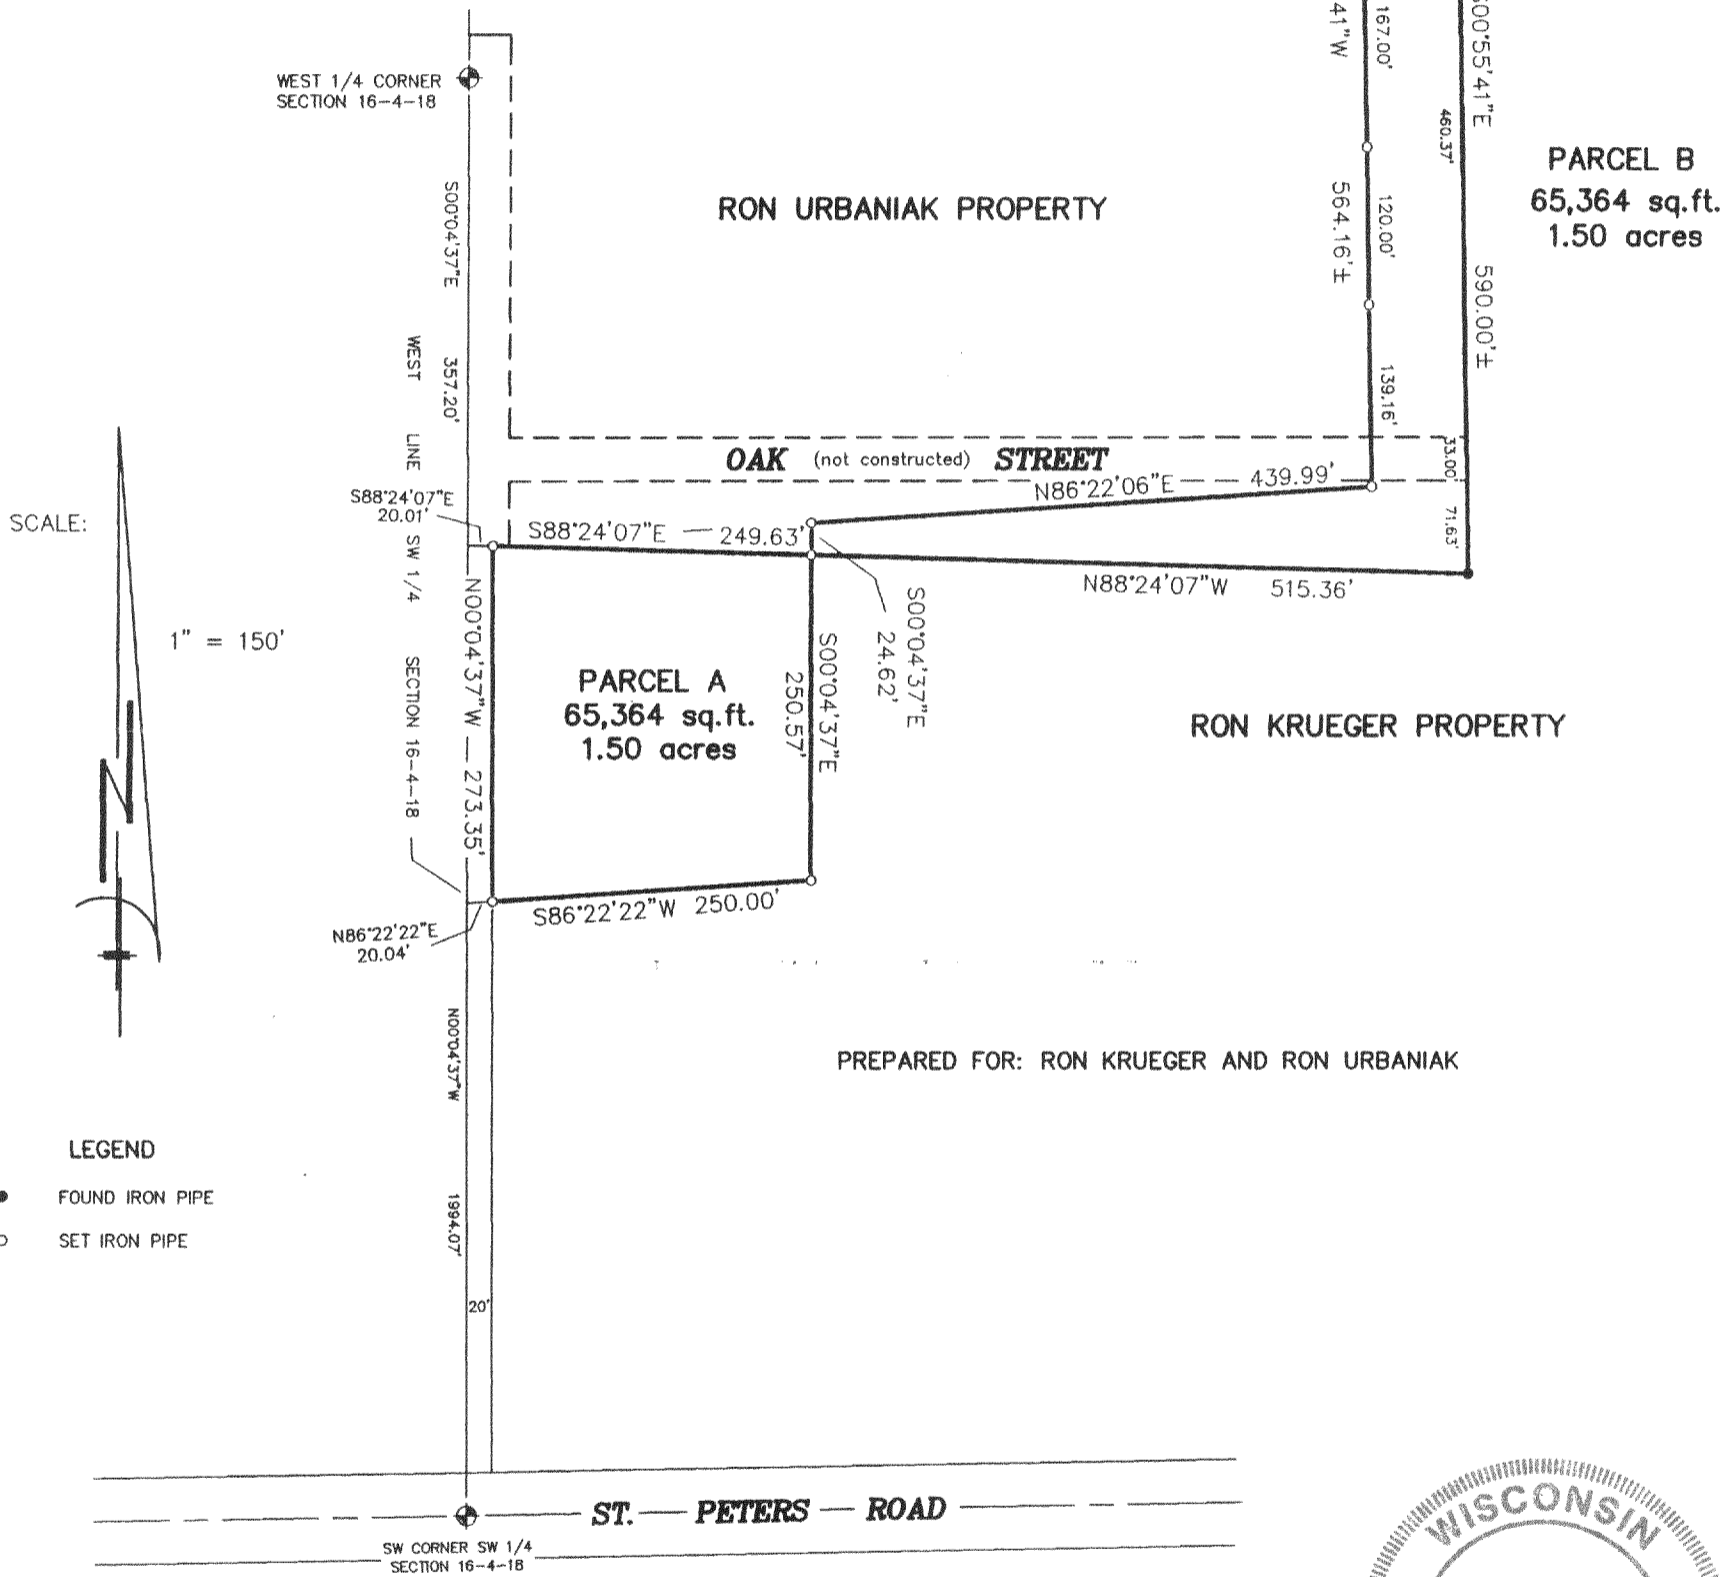 41"W
167.00'
S00°55'41"E
WEST 1/4 CORNER
SECTION 16-4-18
460.37'
PARCEL B
65,364 sq.ft.
1.50 acres
S00°04'37"E
RON URBANIAK PROPERTY
564.16'±
120.00'
590.00'±
WEST LINE SW 1/4 SECTION 16-4-18
357.20'
139.16'
OAK (not constructed) STREET
33.00'
N86°22'06"E 439.99'
S88°24'07"E
20.01'
SCALE:
S88°24'07"E 249.63'
71.63'
N88°24'07"W 515.36'
N00°04'37"W 273.35'
S00°04'37"E
24.62'
1" = 150'
S00°04'37"E
250.57'
PARCEL A
65,364 sq.ft.
1.50 acres
RON KRUEGER PROPERTY
N
S86°22'22"W 250.00'
N86°22'22"E
20.04'
N00°04'37"W
PREPARED FOR: RON KRUEGER AND RON URBANIAK
LEGEND
FOUND IRON PIPE
SET IRON PIPE
1994.07'
20'
ST. PETERS ROAD
SW CORNER SW 1/4
SECTION 16-4-18
WISCONSIN